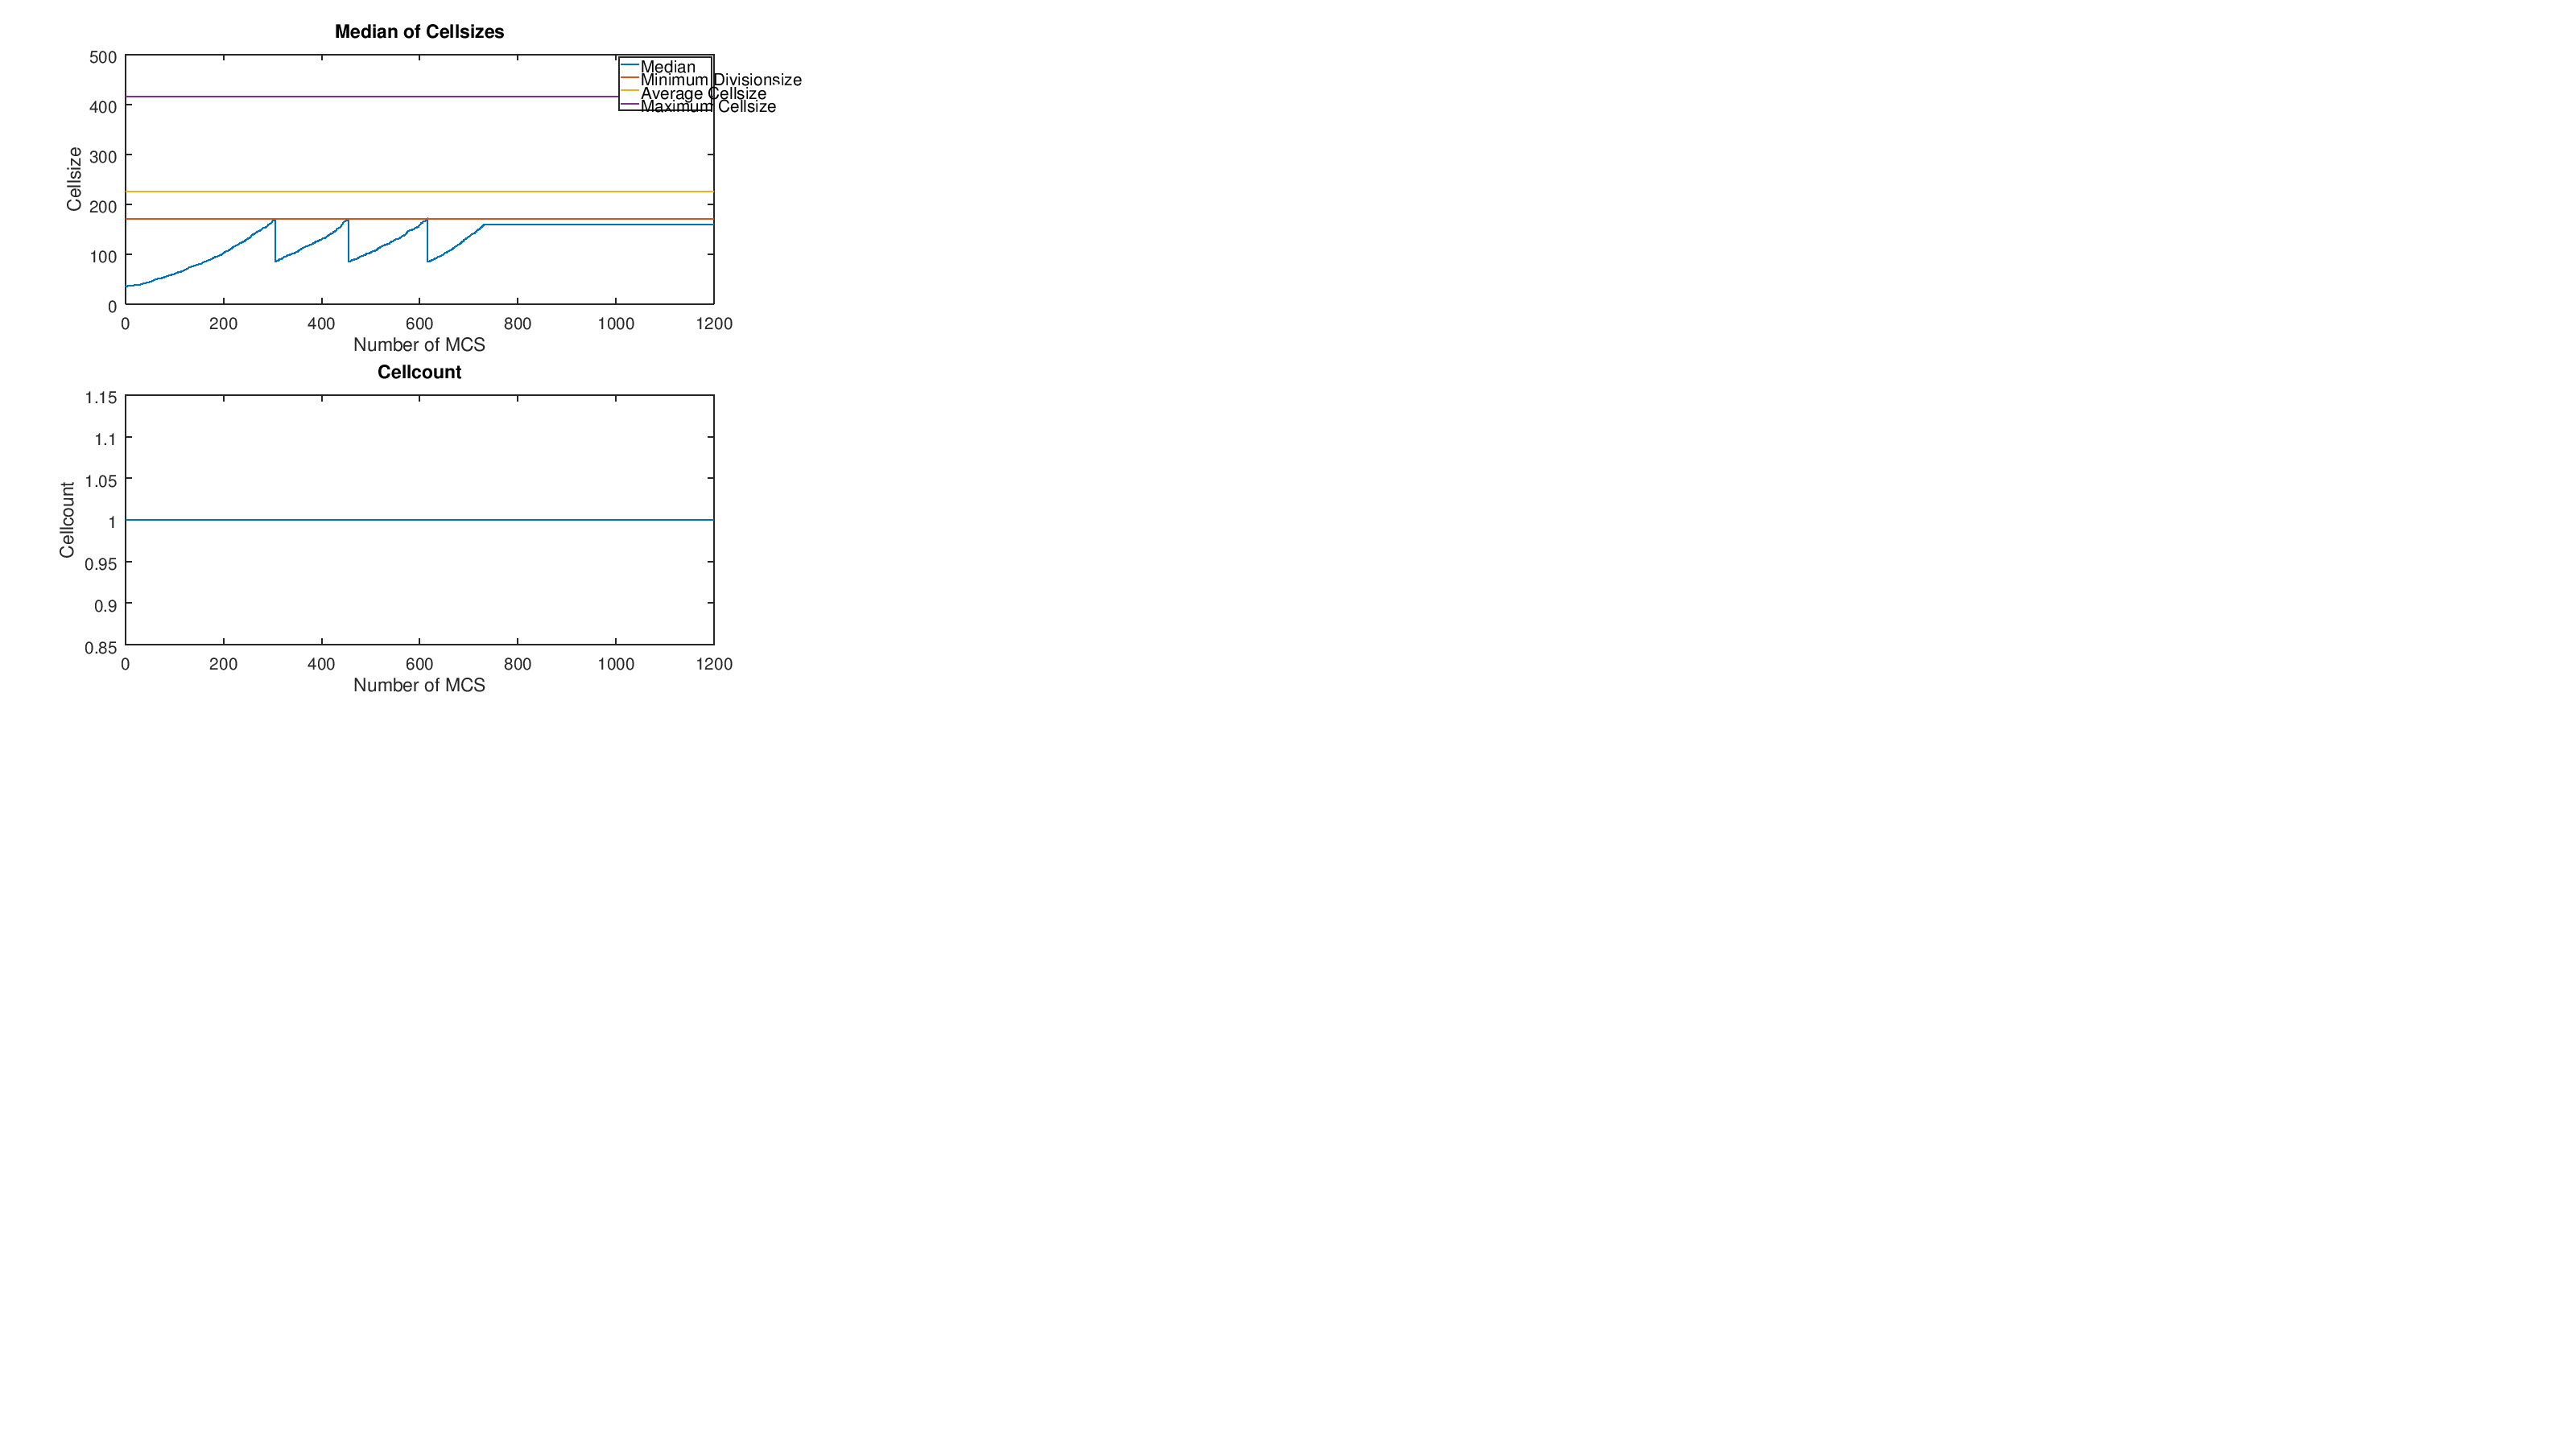 Median of Cellsizes
500
400
300
200
100
0
Cellsize
Median
Minimum Divisionsize
Average Cellsize
Maximum Cellsize
0 200 400 600 800 1000 1200
Number of MCS
Cellcount
1.15
1.1
1.05
1
0.95
0.9
0.85
Cellcount
0 200 400 600 800 1000 1200
Number of MCS